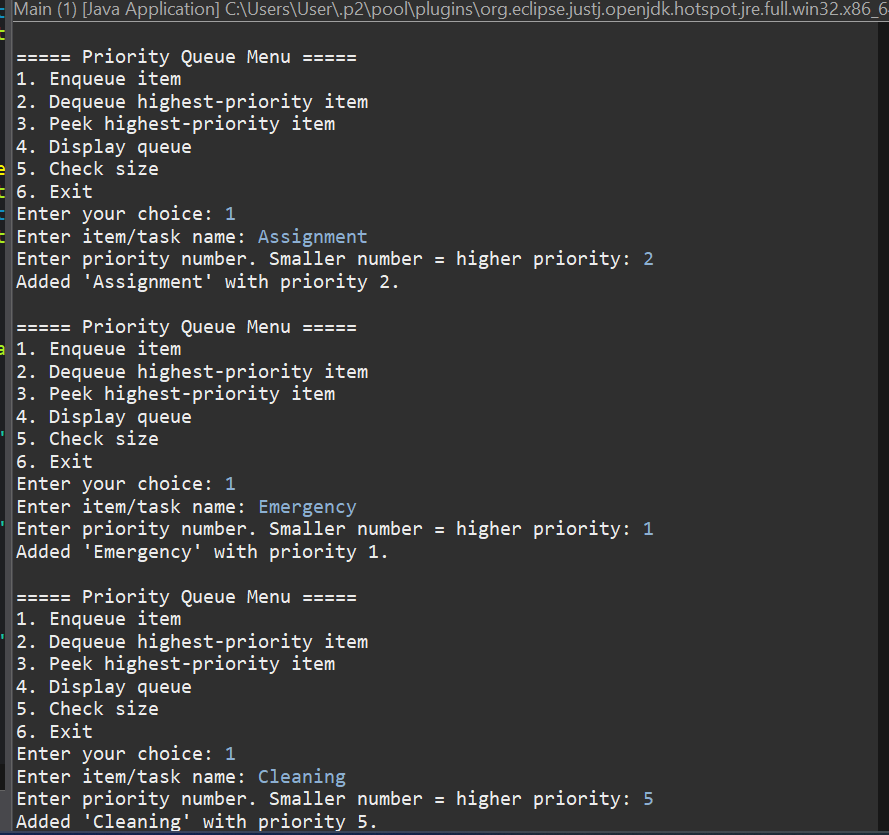 Main (1) [Java Application] C:\Users\User\.p2\pool\plugins\org.eclipse.justj.openjdk.hotspot.jre.full.win32.x86_6
===== Priority Queue Menu =====
1. Enqueue item
2. Dequeue highest-priority item
3. Peek highest-priority item
4. Display queue
5. Check size
6. Exit
Enter your choice: 1
Enter item/task name: Assignment
Enter priority number. Smaller number = higher priority: 2
Added 'Assignment' with priority 2.
===== Priority Queue Menu =====
1. Enqueue item
2. Dequeue highest-priority item
3. Peek highest-priority item
4. Display queue
5. Check size
6. Exit
Enter your choice: 1
Enter item/task name: Emergency
Enter priority number. Smaller number = higher priority: 1
Added 'Emergency' with priority 1.
===== Priority Queue Menu =====
1. Enqueue item
2. Dequeue highest-priority item
3. Peek highest-priority item
4. Display queue
5. Check size
6. Exit
Enter your choice: 1
Enter item/task name: Cleaning
Enter priority number. Smaller number = higher priority: 5
Added 'Cleaning' with priority 5.